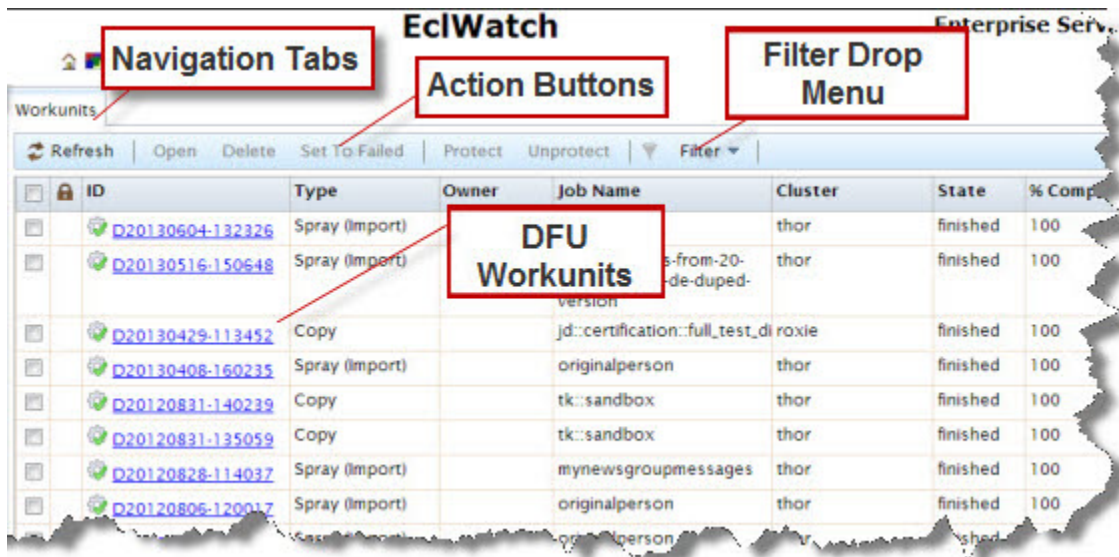 EclWatch
Enterprise Serv
Navigation Tabs
Action Buttons
Filter Drop
Menu
Workunits
Refresh | Open Delete Set To Failed | Protect Unprotect | Filter
ID Type Owner Job Name Cluster State % Comp
D20130604-132326 Spray (Import) thor finished 100
DFU
Workunits
D20130516-150648 Spray (Import) s-from-20- thor finished 100
-de-duped-
version
D20130429-113452 Copy jd::certification::full_test_di roxie finished 100
D20130408-160235 Spray (Import) originalperson thor finished 100
D20120831-140239 Copy tk::sandbox thor finished 100
D20120831-135059 Copy tk::sandbox thor finished 100
D20120828-114037 Spray (Import) mynewsgroupmessages thor finished 100
D20120806-120017 Spray (Import) originalperson thor finished 100